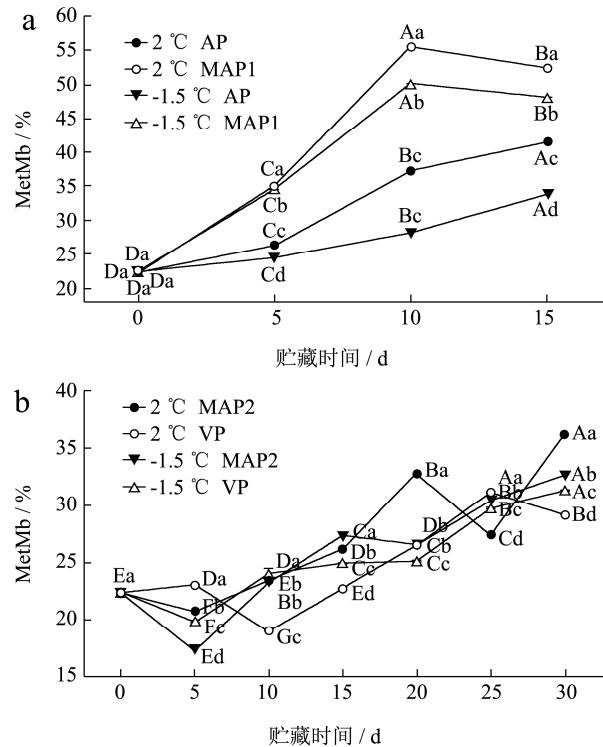 a
60
55
50
45
40
35
30
25
20
MetMb / %
2 ℃ AP
2 ℃ MAP1
-1.5 ℃ AP
-1.5 ℃ MAP1
Aa
Ba
Ab
Bb
Ca
Cb
Cc
Cd
Bc
Ac
Bc
Ad
Da
Da
Da
Da
0 5 10 15
贮藏时间 / d
b
40
35
30
25
20
15
MetMb / %
2 ℃ MAP2
2 ℃ VP
-1.5 ℃ MAP2
-1.5 ℃ VP
Ea
Da
Fb
Fc
Ed
Da
Eb
Bb
Gc
Ca
Db
Cc
Ed
Ba
Db
Cb
Cc
Aa
Bb
Bc
Cd
Aa
Ab
Ac
Bd
0 5 10 15 20 25 30
贮藏时间 / d